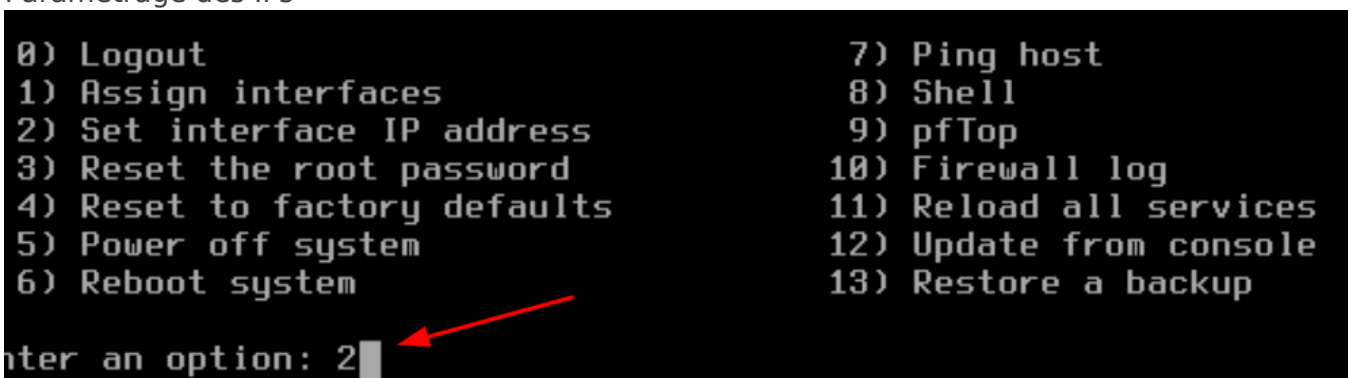 Paramétrage des IPs
0) Logout 7) Ping host
1) Assign interfaces 8) Shell
2) Set interface IP address 9) pfTop
3) Reset the root password 10) Firewall log
4) Reset to factory defaults 11) Reload all services
5) Power off system 12) Update from console
6) Reboot system 13) Restore a backup
nter an option: 2